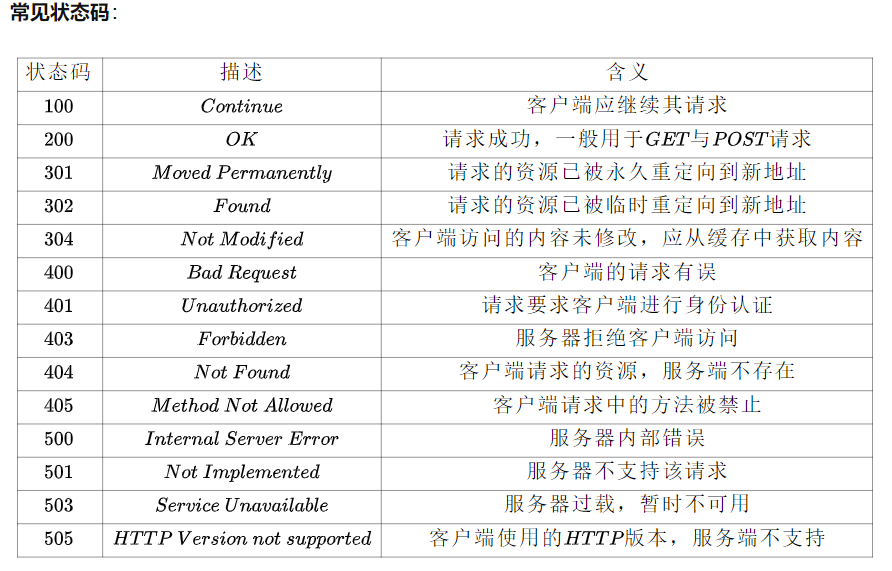 常见状态码：
状态码 描述 含义
100 Continue 客户端应继续其请求
200 OK 请求成功，一般用于GET与POST请求
301 Moved Permanently 请求的资源已被永久重定向到新地址
302 Found 请求的资源已被临时重定向到新地址
304 Not Modified 客户端访问的内容未修改，应从缓存中获取内容
400 Bad Request 客户端的请求有误
401 Unauthorized 请求要求客户端进行身份认证
403 Forbidden 服务器拒绝客户端访问
404 Not Found 客户端请求的资源，服务端不存在
405 Method Not Allowed 客户端请求中的方法被禁止
500 Internal Server Error 服务器内部错误
501 Not Implemented 服务器不支持该请求
503 Service Unavailable 服务器过载，暂时不可用
505 HTTP Version not supported 客户端使用的HTTP版本，服务端不支持